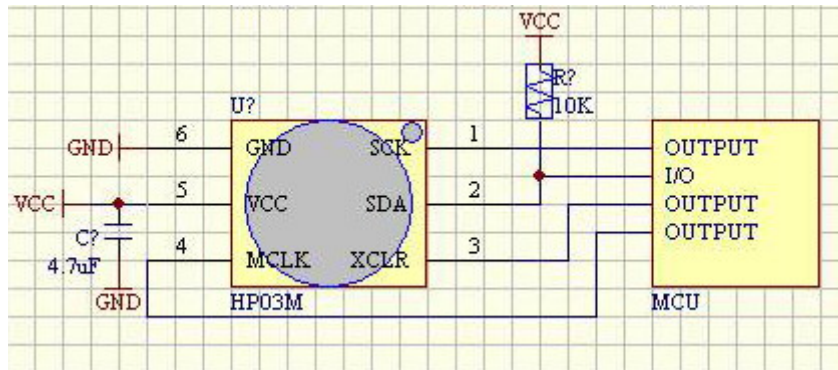 VCC
R?
10K
U?
6
GND
GND
SCK
1
OUTPUT
I/O
VCC
5
VCC
SDA
2
OUTPUT
C?
4.7uF
4
MCLK
XCLR
3
OUTPUT
GND
HP03M
MCU